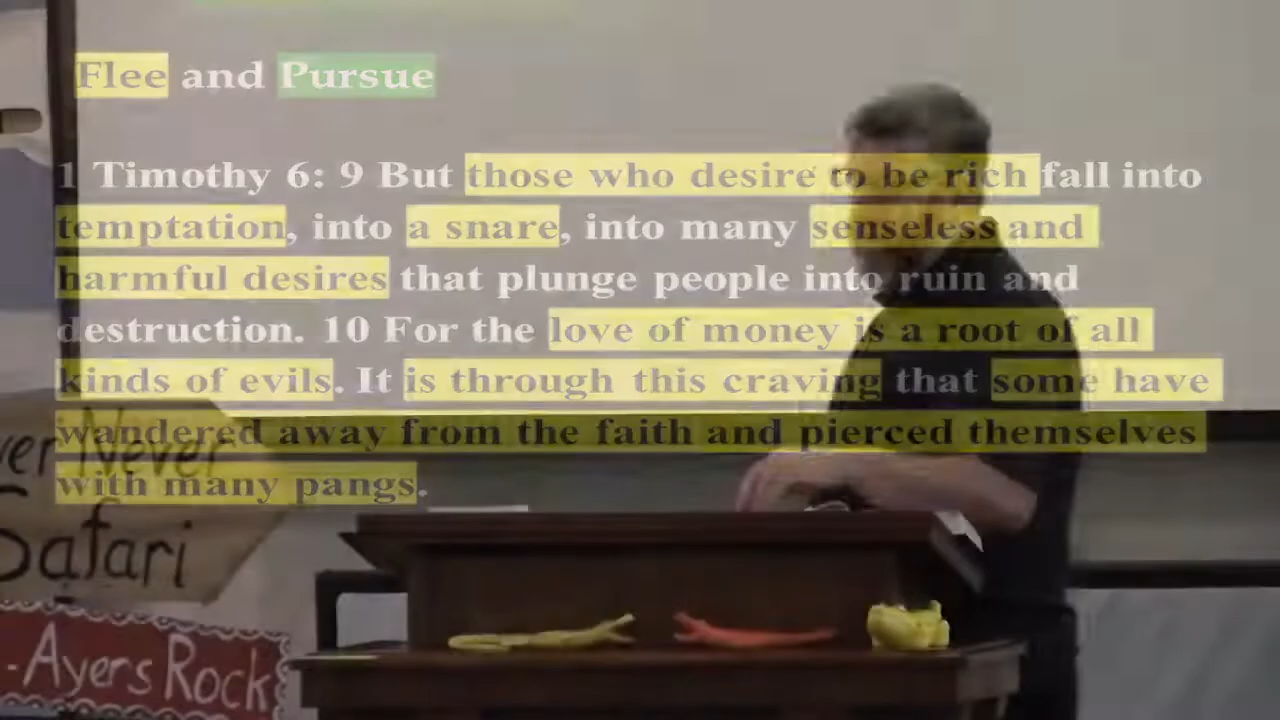 Flee and Pursue
1 Timothy 6: 9 But those who desire to be rich fall into
temptation, into a snare, into many senseless and
harmful desires that plunge people into ruin and
destruction. 10 For the love of money is a root of all
kinds of evils. It is through this craving that some have
wandered away from the faith and pierced themselves
with many pangs.
Never
Safari
- Ayers Rock